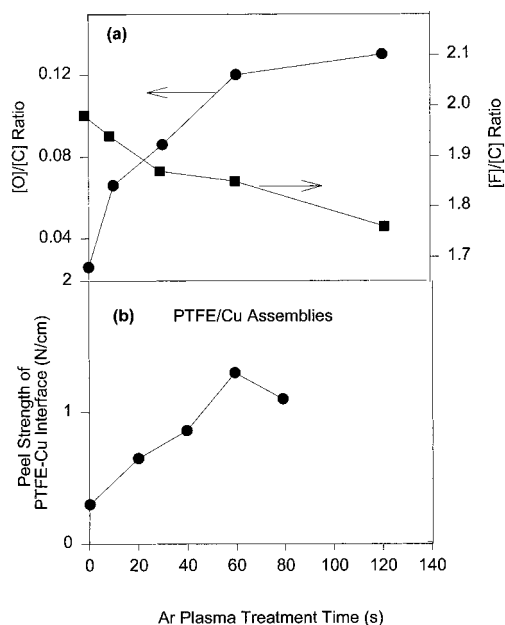 (a)
[O]/[C] Ratio
0.12
0.08
0.04
[F]/[C] Ratio
2.1
2.0
1.9
1.8
1.7
(b) PTFE/Cu Assemblies
Peel Strength of
PTFE-Cu Interface (N/cm)
2
1
0
0 20 40 60 80 100 120 140
Ar Plasma Treatment Time (s)